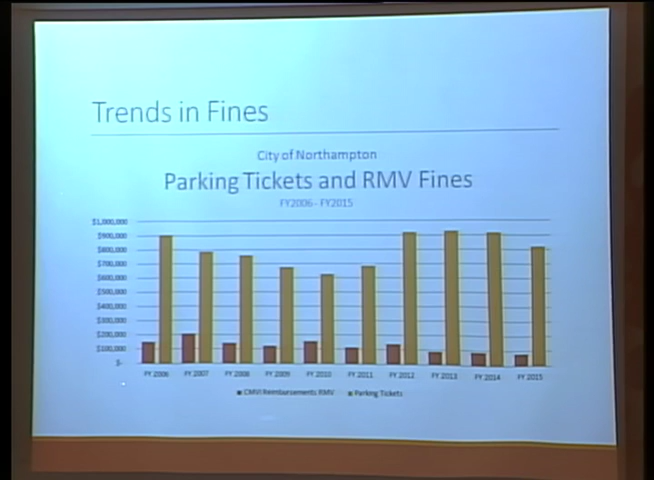 Trends in Fines
City of Northampton
Parking Tickets and RMV Fines
FY2006 - FY2015
$1,000,000
$900,000
$800,000
$700,000
$600,000
$500,000
$400,000
$300,000
$200,000
$100,000
$-
FY 2006 FY 2007 FY 2008 FY 2009 FY 2010 FY 2011 FY 2012 FY 2013 FY 2014 FY 2015
CMVI Reimbursements RMV Parking Tickets